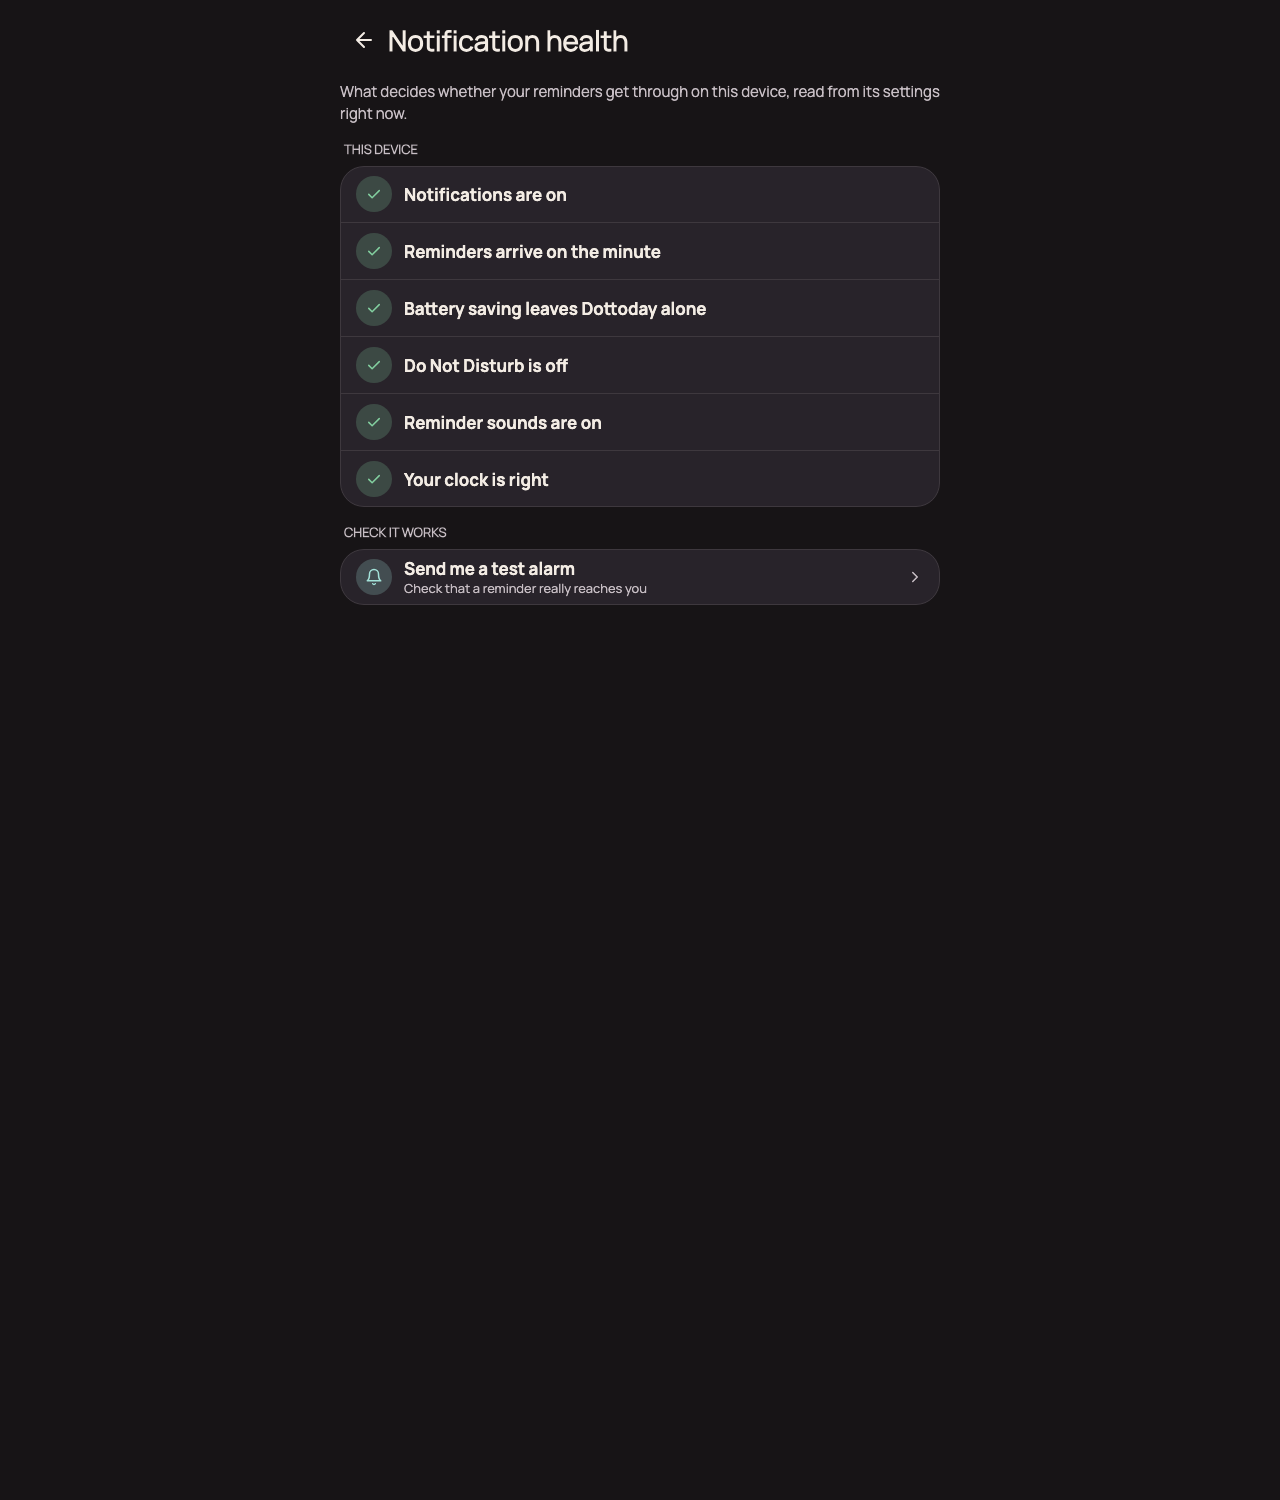 Notification health
What decides whether your reminders get through on this device, read from its settings
right now.
THIS DEVICE
Notifications are on
Reminders arrive on the minute
Battery saving leaves Dottoday alone
Do Not Disturb is off
Reminder sounds are on
Your clock is right
CHECK IT WORKS
Send me a test alarm
Check that a reminder really reaches you